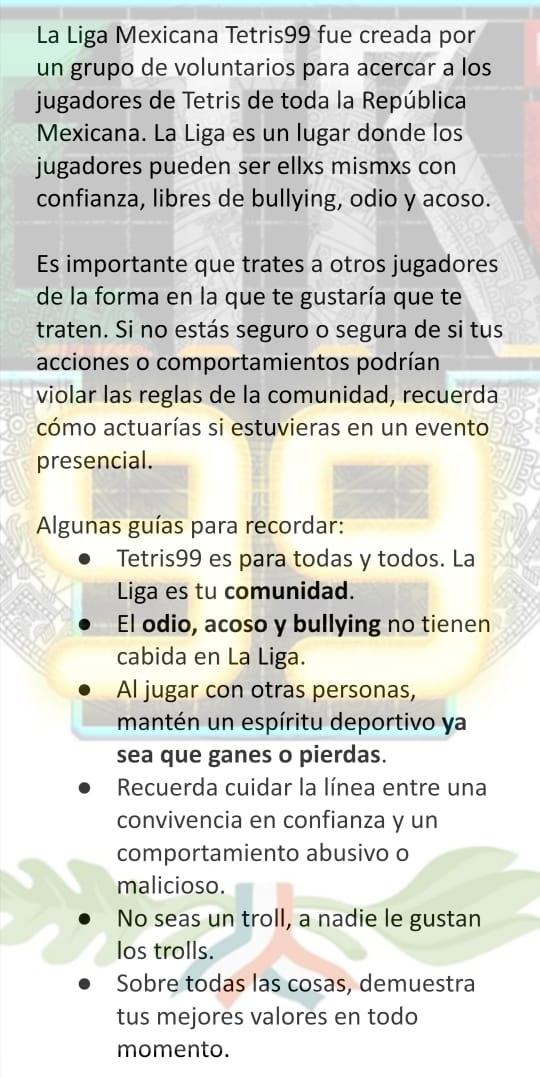 La Liga Mexicana Tetris99 fue creada por
un grupo de voluntarios para acercar a los
jugadores de Tetris de toda la República
Mexicana. La Liga es un lugar donde los
jugadores pueden ser ellxs mismxs con
confianza, libres de bullying, odio y acoso.
Es importante que trates a otros jugadores
de la forma en la que te gustaría que te
traten. Si no estás seguro o segura de si tus
acciones o comportamientos podrían
violar las reglas de la comunidad, recuerda
cómo actuarías si estuvieras en un evento
presencial.
Algunas guías para recordar:
● Tetris99 es para todas y todos. La
Liga es tu comunidad.
● El odio, acoso y bullying no tienen
cabida en La Liga.
● Al jugar con otras personas,
mantén un espíritu deportivo ya
sea que ganes o pierdas.
● Recuerda cuidar la línea entre una
convivencia en confianza y un
comportamiento abusivo o
malicioso.
● No seas un troll, a nadie le gustan
los trolls.
● Sobre todas las cosas, demuestra
tus mejores valores en todo
momento.
99